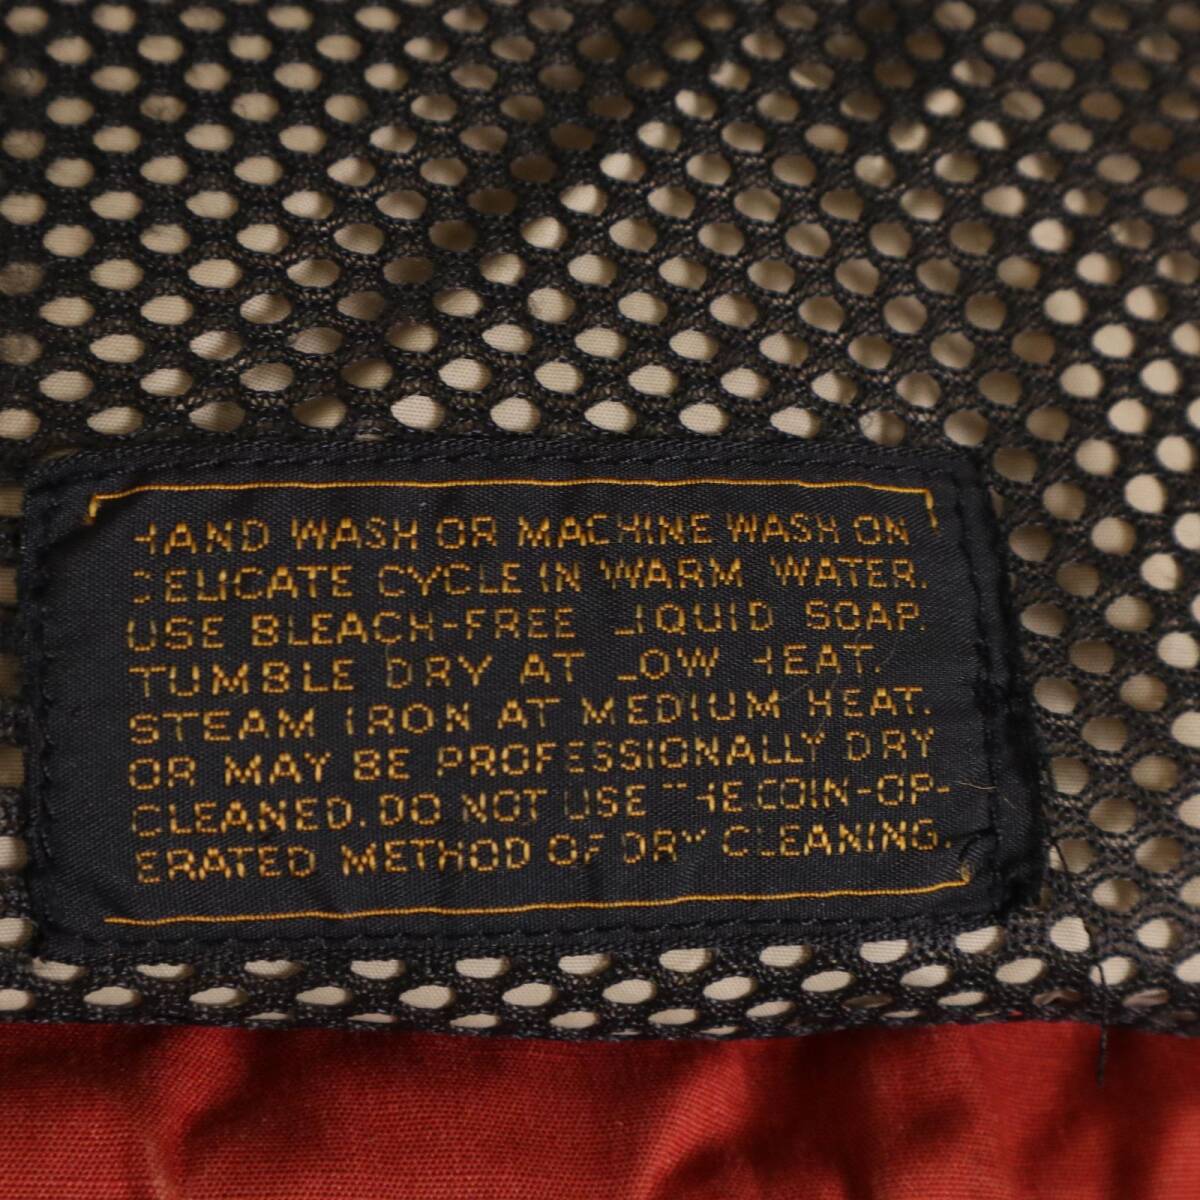 HAND WASH OR MACHINE WASH ON
DELICATE CYCLE IN WARM WATER.
USE BLEACH-FREE LIQUID SOAP.
TUMBLE DRY AT LOW HEAT.
STEAM IRON AT MEDIUM HEAT.
OR MAY BE PROFESSIONALLY DRY
CLEANED. DO NOT USE THE COIN-OP-
ERATED METHOD OF DRY CLEANING.